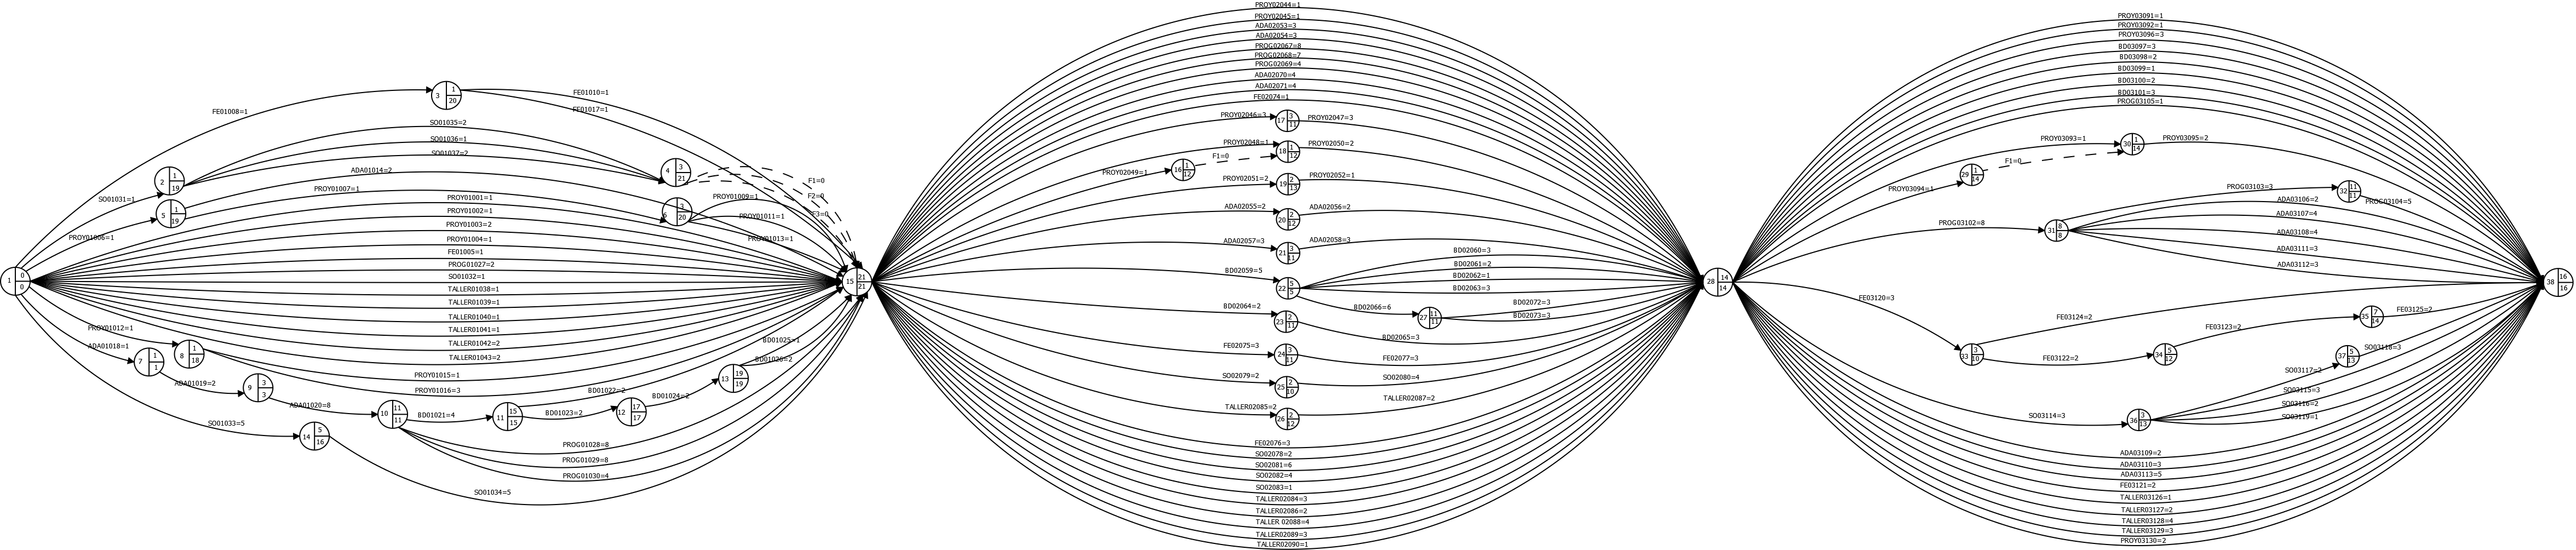 FE01008=1
3
1
20
FE01010=1
FE01017=1
SO01031=1
2
1
19
SO01035=2
SO01036=1
SO01037=2
4
3
21
F1=0
F2=0
F3=0
PROY01006=1
5
1
19
ADA01014=2
PROY01007=1
3
20
PROY01009=1
PROY01011=1
PROY01013=1
1
0
0
PROY01001=1
PROY01002=1
PROY01003=2
PROY01004=1
FE01005=1
PROG01027=2
SO01032=1
TALLER01038=1
TALLER01039=1
TALLER01040=1
TALLER01041=1
TALLER01042=2
TALLER01043=2
PROY01012=1
8
1
18
PROY01015=1
PROY01016=3
ADA01018=1
7
1
1
ADA01019=2
9
3
3
ADA01020=8
10
11
11
BD01021=4
11
15
15
BD01022=2
BD01023=2
12
17
17
BD01024=2
13
19
19
BD01025=1
BD01026=2
PROG01028=8
PROG01029=8
PROG01030=4
SO01033=5
14
5
16
SO01034=5
15
21
21
PROY02044=1
PROY02045=1
ADA02053=3
ADA02054=3
PROG02067=8
PROG02068=7
PROG02069=4
ADA02070=4
ADA02071=4
FE02074=1
PROY02046=3
17
3
11
PROY02047=3
PROY02048=1
18
1
12
PROY02050=2
PROY02049=1
16
1
12
F1=0
PROY02051=2
19
2
13
PROY02052=1
ADA02055=2
20
2
12
ADA02056=2
ADA02057=3
21
3
11
ADA02058=3
BD02059=5
22
5
5
BD02060=3
BD02061=2
BD02062=1
BD02063=3
BD02066=6
27
11
11
BD02072=3
BD02073=3
BD02064=2
23
2
11
BD02065=3
FE02075=3
24
3
11
FE02077=3
SO02079=2
25
2
10
SO02080=4
TALLER02085=2
26
2
12
TALLER02087=2
FE02076=3
SO02078=2
SO02081=6
SO02082=4
SO02083=1
TALLER02084=3
TALLER02086=2
TALLER 02088=4
TALLER02089=3
TALLER02090=1
28
14
14
PROY03091=1
PROY03092=1
PROY03096=3
BD03097=3
BD03098=2
BD03099=1
BD03100=2
BD03101=3
PROG03105=1
PROY03093=1
30
1
14
PROY03095=2
PROY03094=1
29
1
14
F1=0
PROG03102=8
31
8
8
PROG03103=3
32
11
11
PROG03104=5
ADA03106=2
ADA03107=4
ADA03108=4
ADA03111=3
ADA03112=3
FE03120=3
33
3
10
FE03124=2
FE03122=2
34
5
12
FE03123=2
35
7
14
FE03125=2
SO03114=3
36
3
13
SO03117=2
37
5
13
SO03118=3
SO03115=3
SO03116=2
SO03119=1
ADA03109=2
ADA03110=3
ADA03113=5
FE03121=2
TALLER03126=1
TALLER03127=2
TALLER03128=4
TALLER03129=3
PROY03130=2
38
16
16